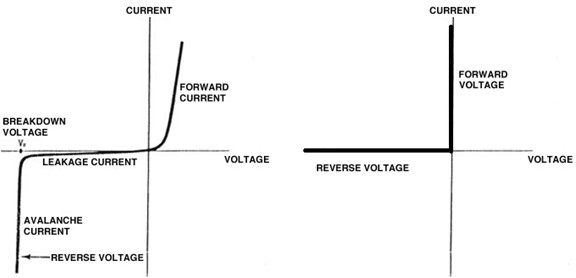 CURRENT
FORWARD
CURRENT
BREAKDOWN
VOLTAGE
LEAKAGE CURRENT
VOLTAGE
AVALANCHE
CURRENT
REVERSE VOLTAGE
CURRENT
FORWARD
VOLTAGE
VOLTAGE
REVERSE VOLTAGE